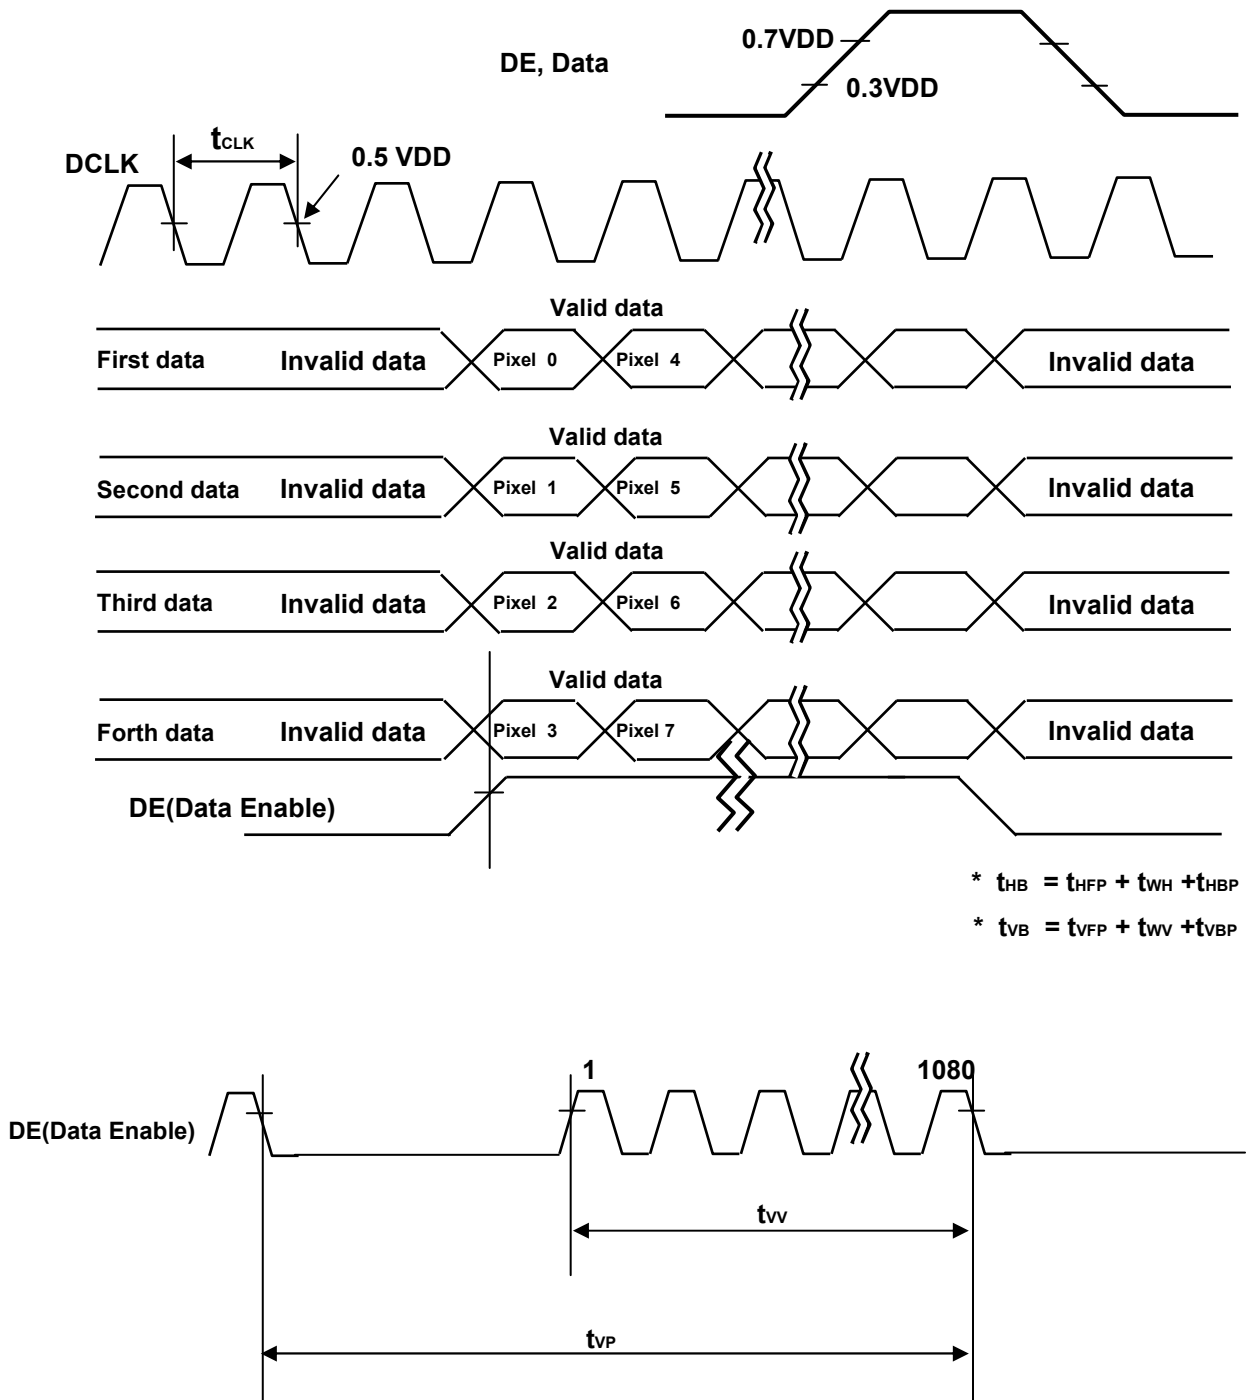 0.7VDD
DE, Data
0.3VDD
tCLK
DCLK
0.5 VDD
Valid data
First data Invalid data Pixel 0 Pixel 4 Invalid data
Valid data
Second data Invalid data Pixel 1 Pixel 5 Invalid data
Valid data
Third data Invalid data Pixel 2 Pixel 6 Invalid data
Valid data
Forth data Invalid data Pixel 3 Pixel 7 Invalid data
DE(Data Enable)
* tHB = tHFP + tWH +tHBP
* tVB = tVFP + tWV +tVBP
1 1080
DE(Data Enable)
tVV
tVP